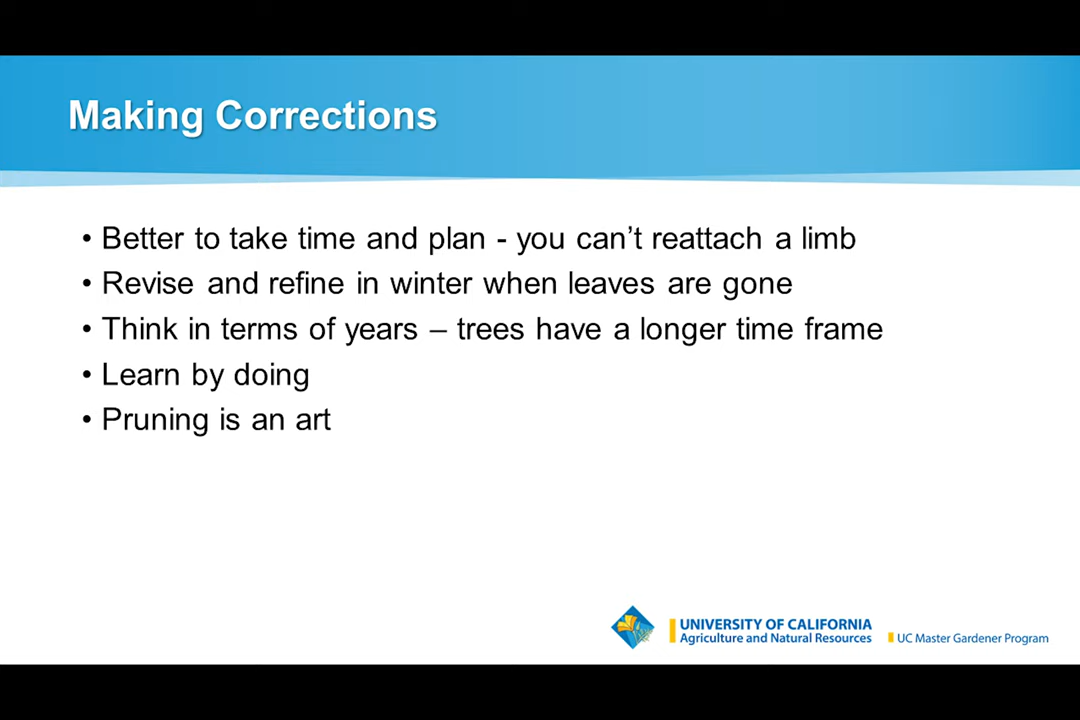 Making Corrections
• Better to take time and plan - you can’t reattach a limb
• Revise and refine in winter when leaves are gone
• Think in terms of years – trees have a longer time frame
• Learn by doing
• Pruning is an art
UNIVERSITY OF CALIFORNIA
Agriculture and Natural Resources
UC Master Gardener Program